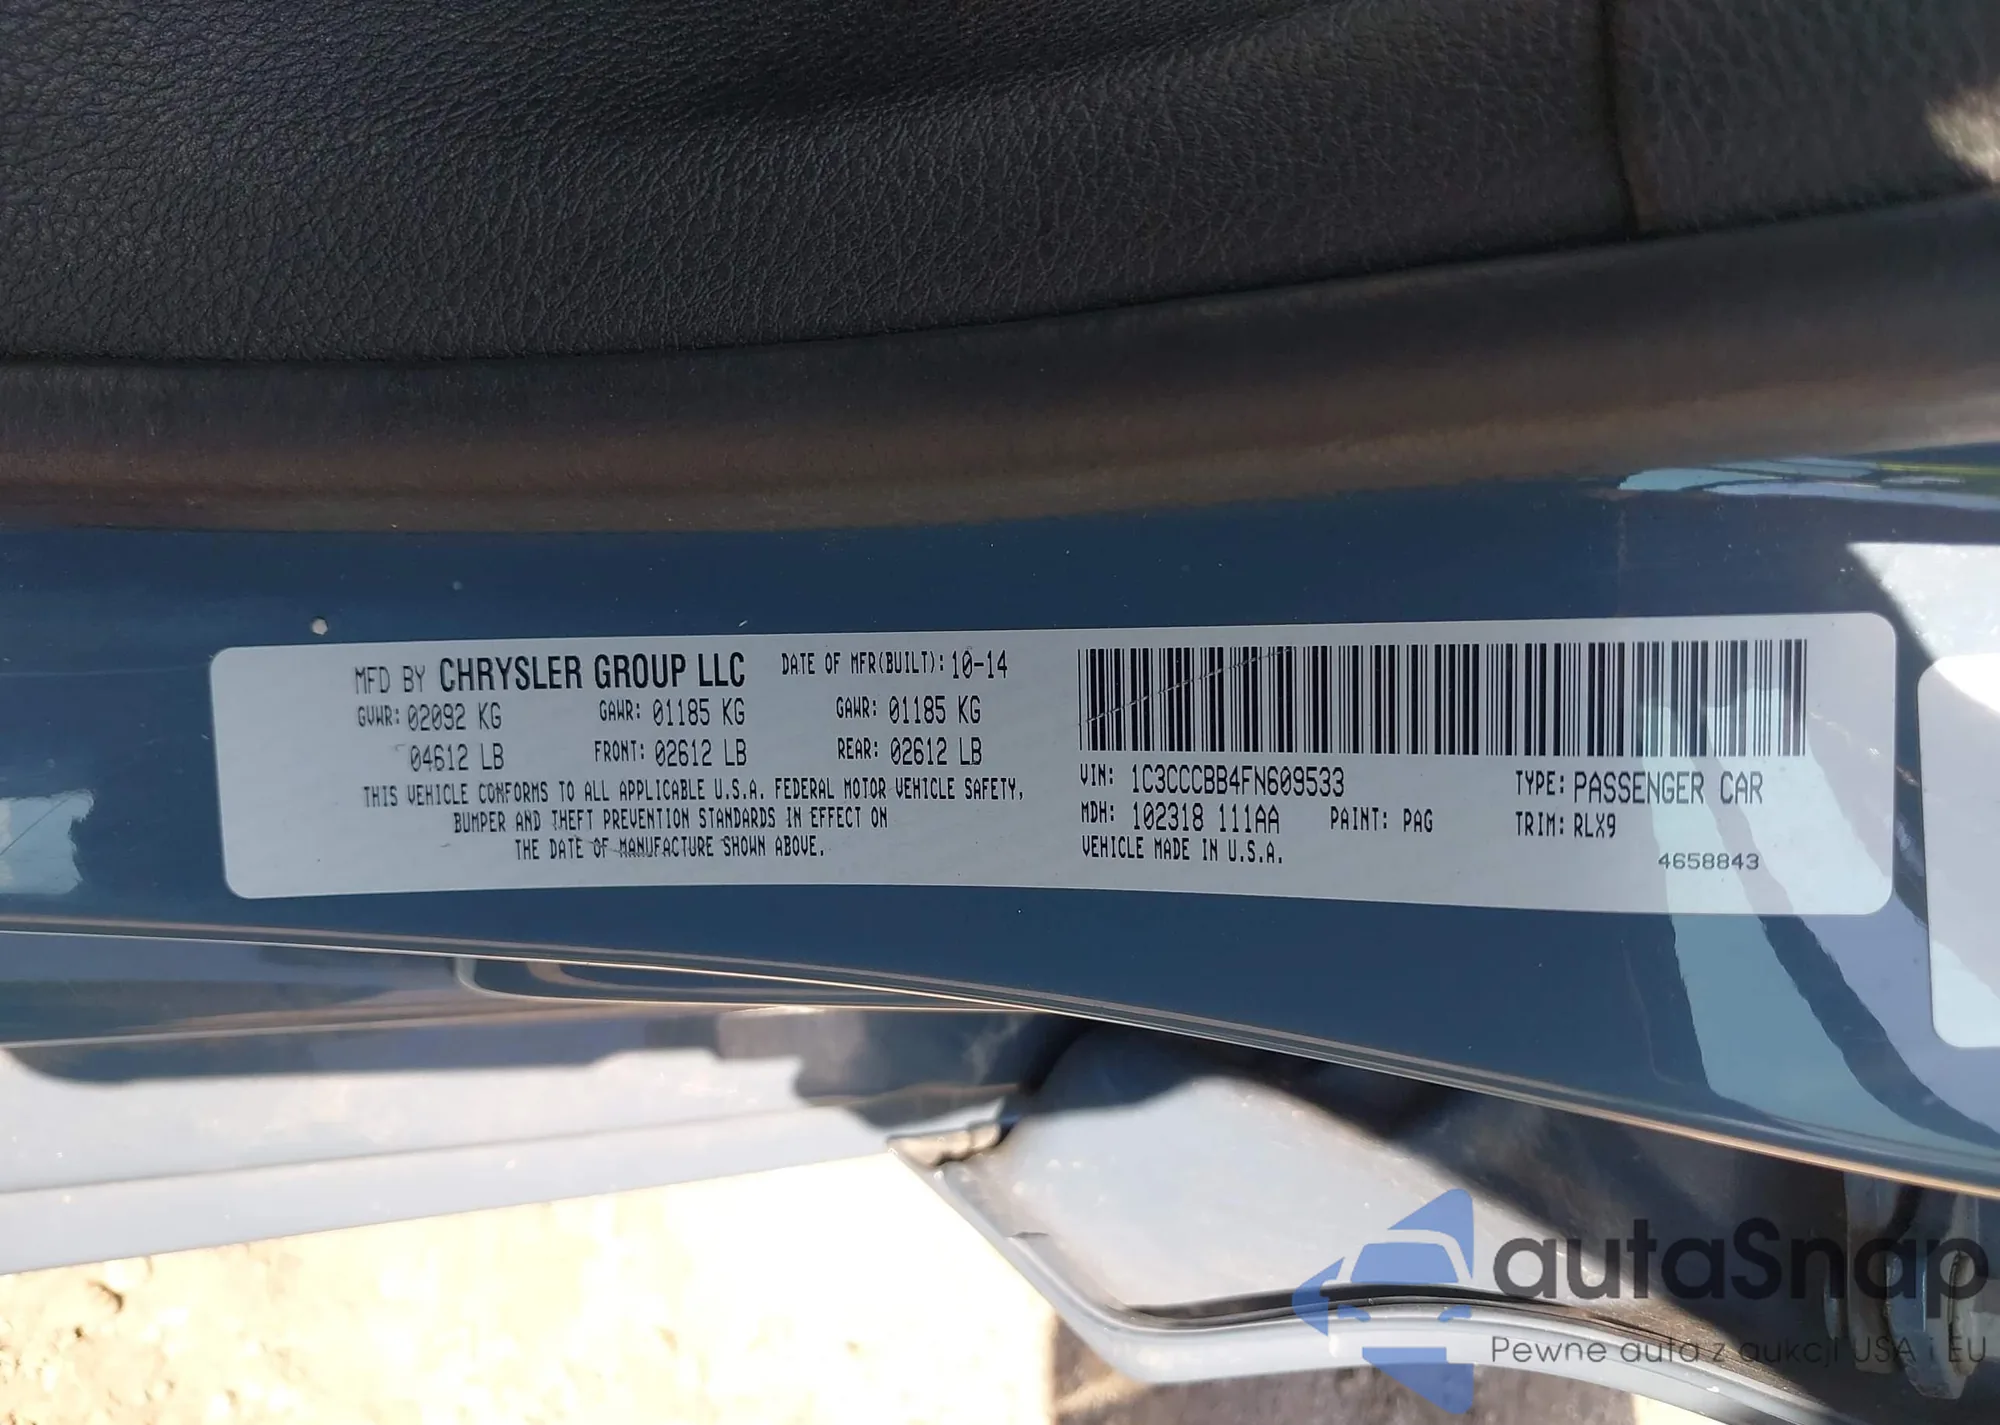 MFD BY CHRYSLER GROUP LLC DATE OF MFR(BUILT): 10-14
GVWR: 02092 KG GAWR: 01185 KG GAWR: 01185 KG
04612 LB FRONT: 02612 LB REAR: 02612 LB
THIS VEHICLE CONFORMS TO ALL APPLICABLE U.S.A. FEDERAL MOTOR VEHICLE SAFETY,
BUMPER AND THEFT PREVENTION STANDARDS IN EFFECT ON
THE DATE OF MANUFACTURE SHOWN ABOVE.
VIN: 1C3CCCBB4FN609533 TYPE: PASSENGER CAR
MDH: 102318 111AA PAINT: PAG TRIM: RLX9
VEHICLE MADE IN U.S.A.
4658843
autaSnap
Pewne auta z aukcji USA i EU